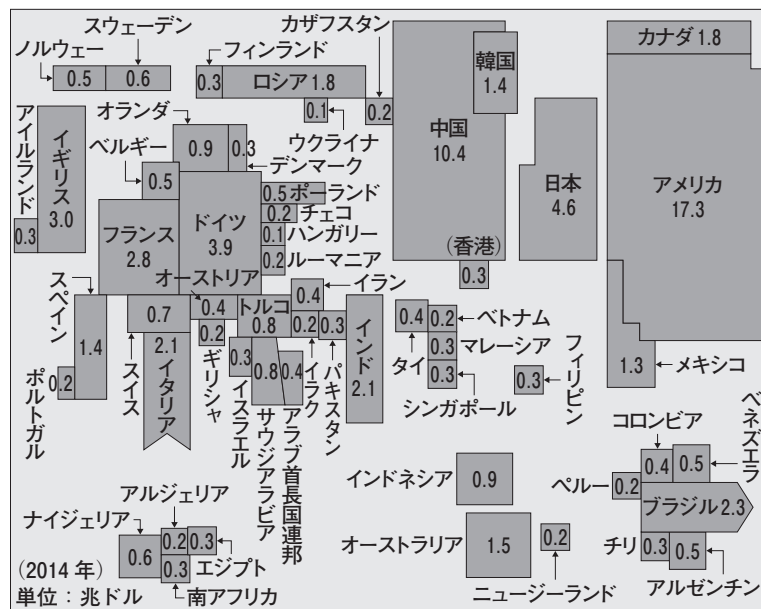 スウェーデン
カザフスタン
ノルウェー
フィンランド
0.5
0.6
0.3
ロシア1.8
0.2
0.1
ウクライナ
韓国
1.4
中国
10.4
(香港)
0.3
カナダ1.8
アメリカ
17.3
日本
4.6
アイルランド
イギリス
3.0
0.3
オランダ
0.9
0.3
デンマーク
ベルギー
0.5
フランス
2.8
ドイツ
3.9
0.5ポーランド
0.2
チェコ
0.1
ハンガリー
0.2
ルーマニア
オーストリア
0.4
スペイン
1.4
0.2
ポルトガル
0.7
スイス
2.1
イタリア
0.2
ギリシャ
トルコ
0.8
イラン
0.4
0.2
イラク
0.3
パキスタン
インド
2.1
0.3
イスラエル
0.8
サウジアラビア
0.4
アラブ首長国連邦
0.4
タイ
0.2
ベトナム
0.3
マレーシア
0.3
シンガポール
0.3
フィリピン
1.3
メキシコ
コロンビア
0.4
0.5
ベネズエラ
ペルー
0.2
ブラジル2.3
チリ
0.3
0.5
アルゼンチン
インドネシア
0.9
オーストラリア
1.5
0.2
ニュージーランド
アルジェリア
ナイジェリア
0.6
0.2
0.3
エジプト
0.3
南アフリカ
(2014年)
単位:兆ドル